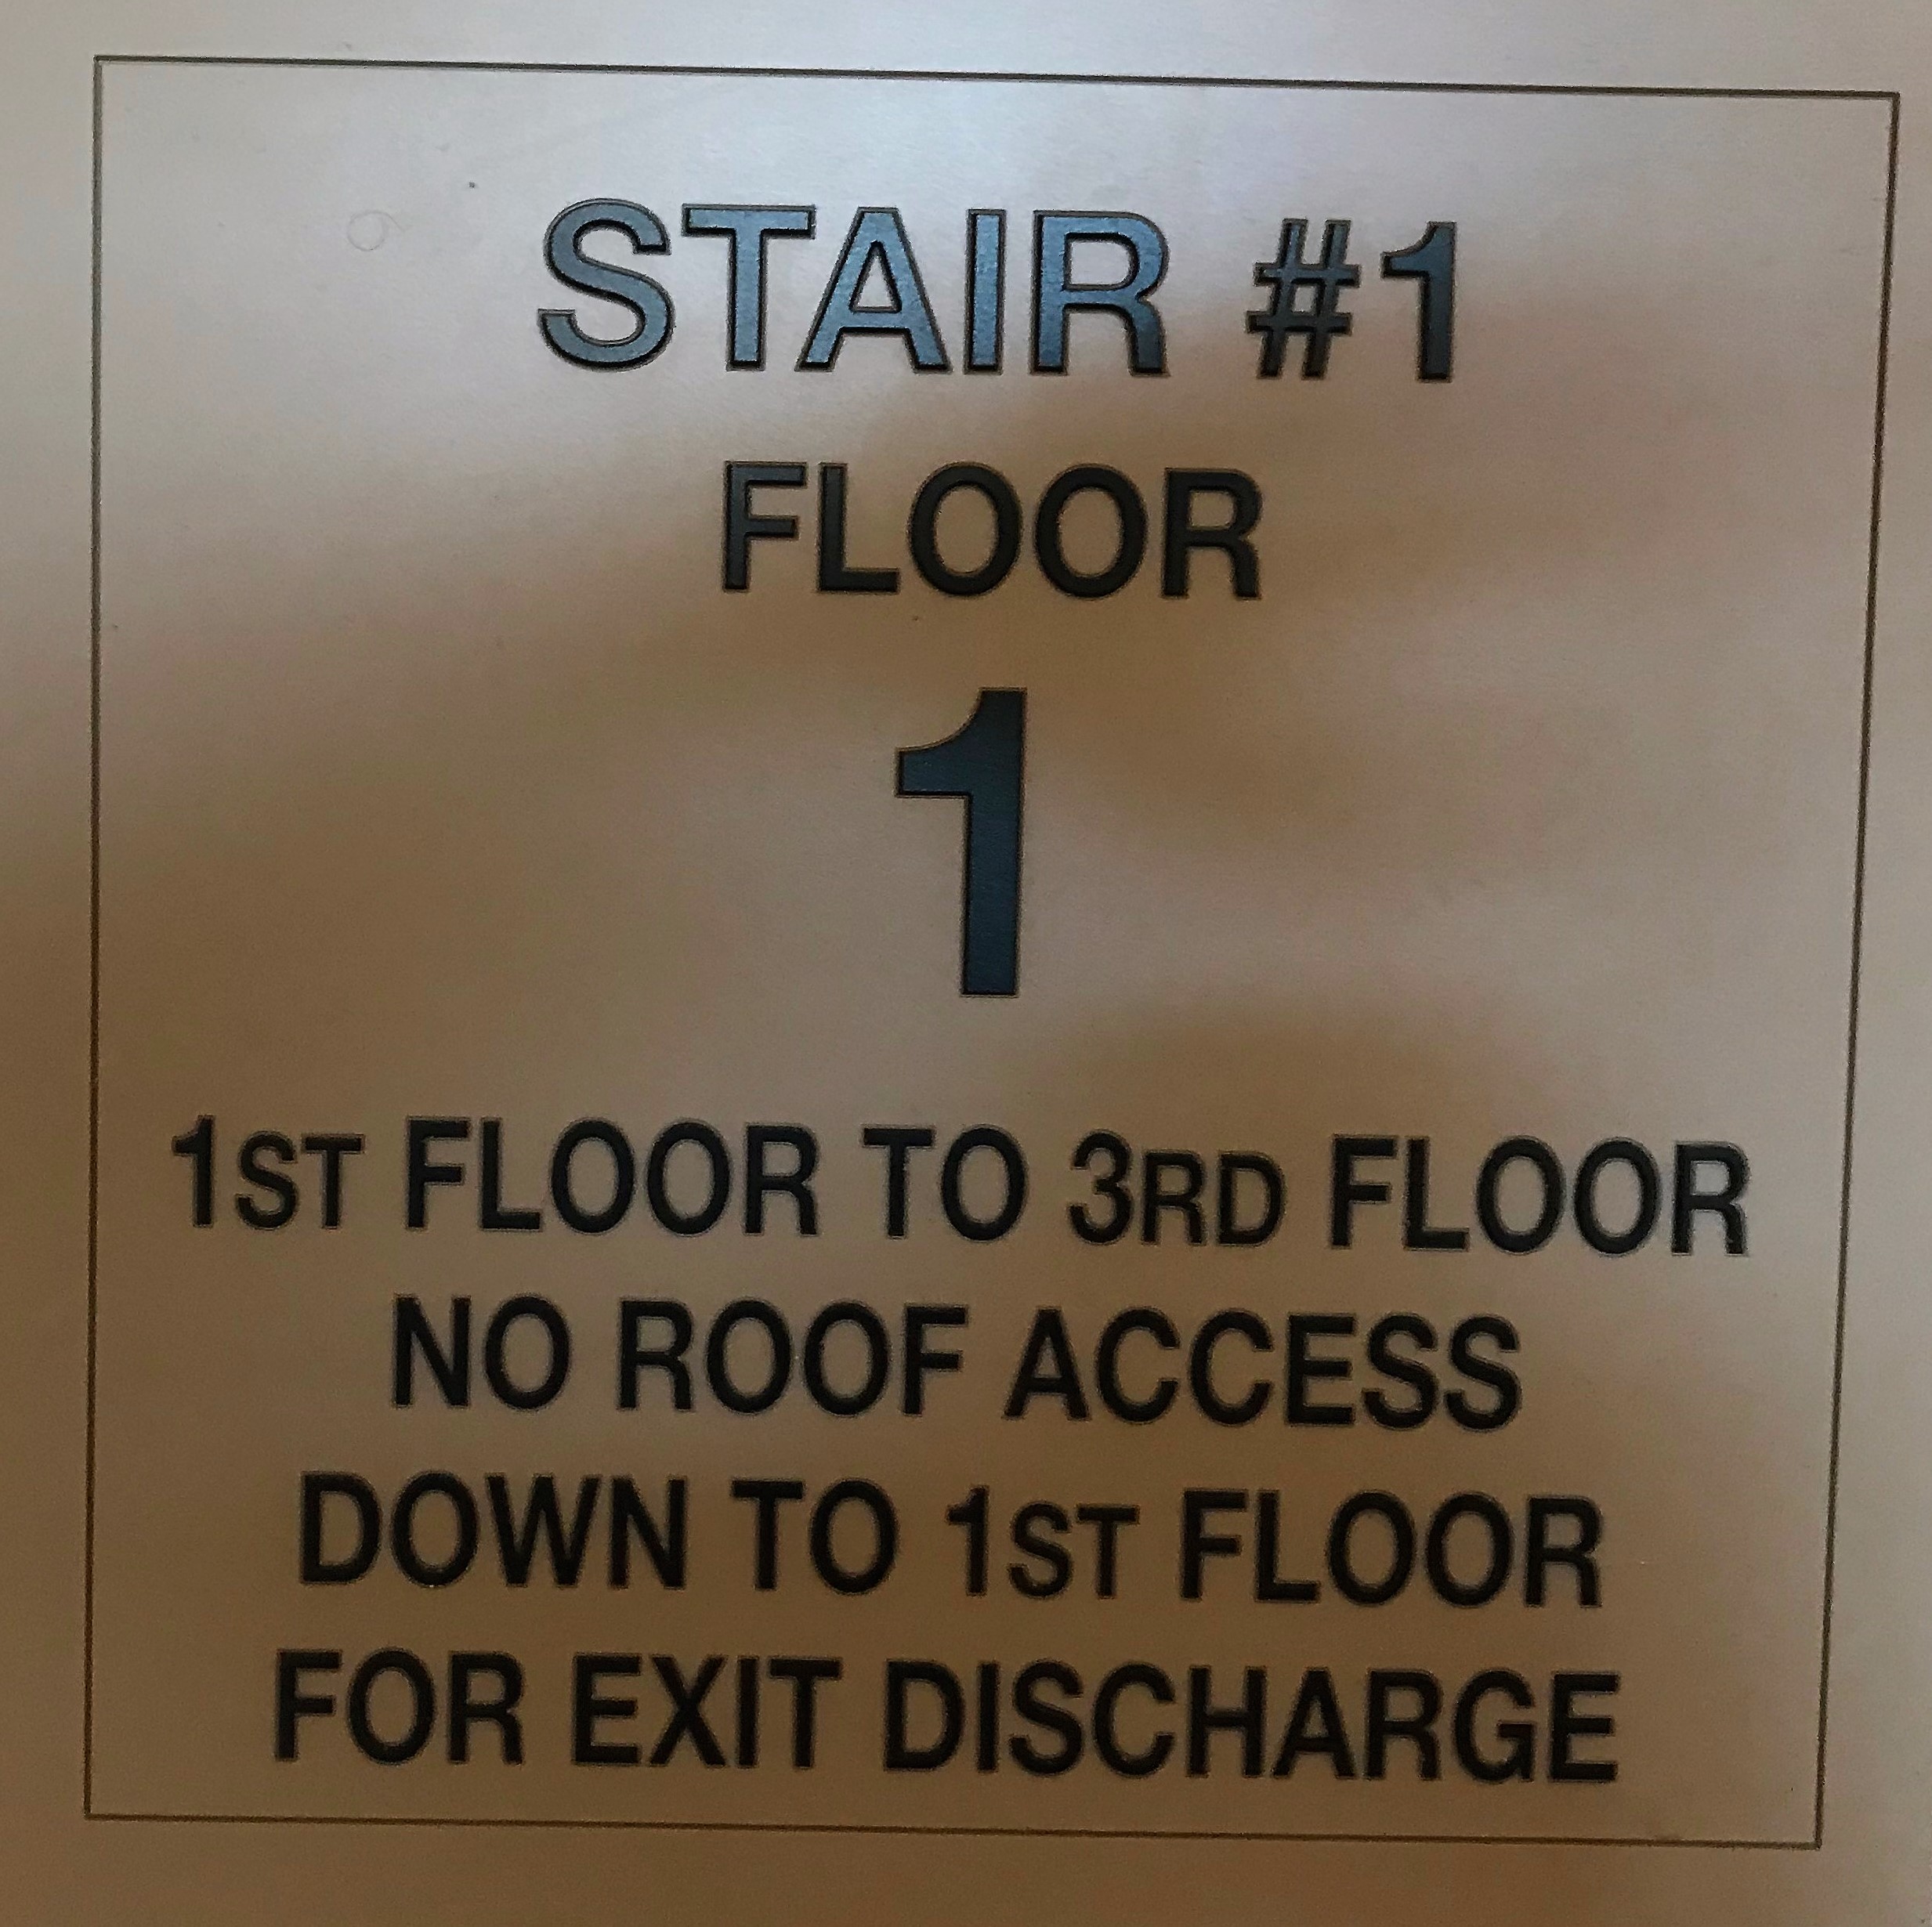 STAIR #1
FLOOR
1
1ST FLOOR TO 3RD FLOOR
NO ROOF ACCESS
DOWN TO 1ST FLOOR
FOR EXIT DISCHARGE